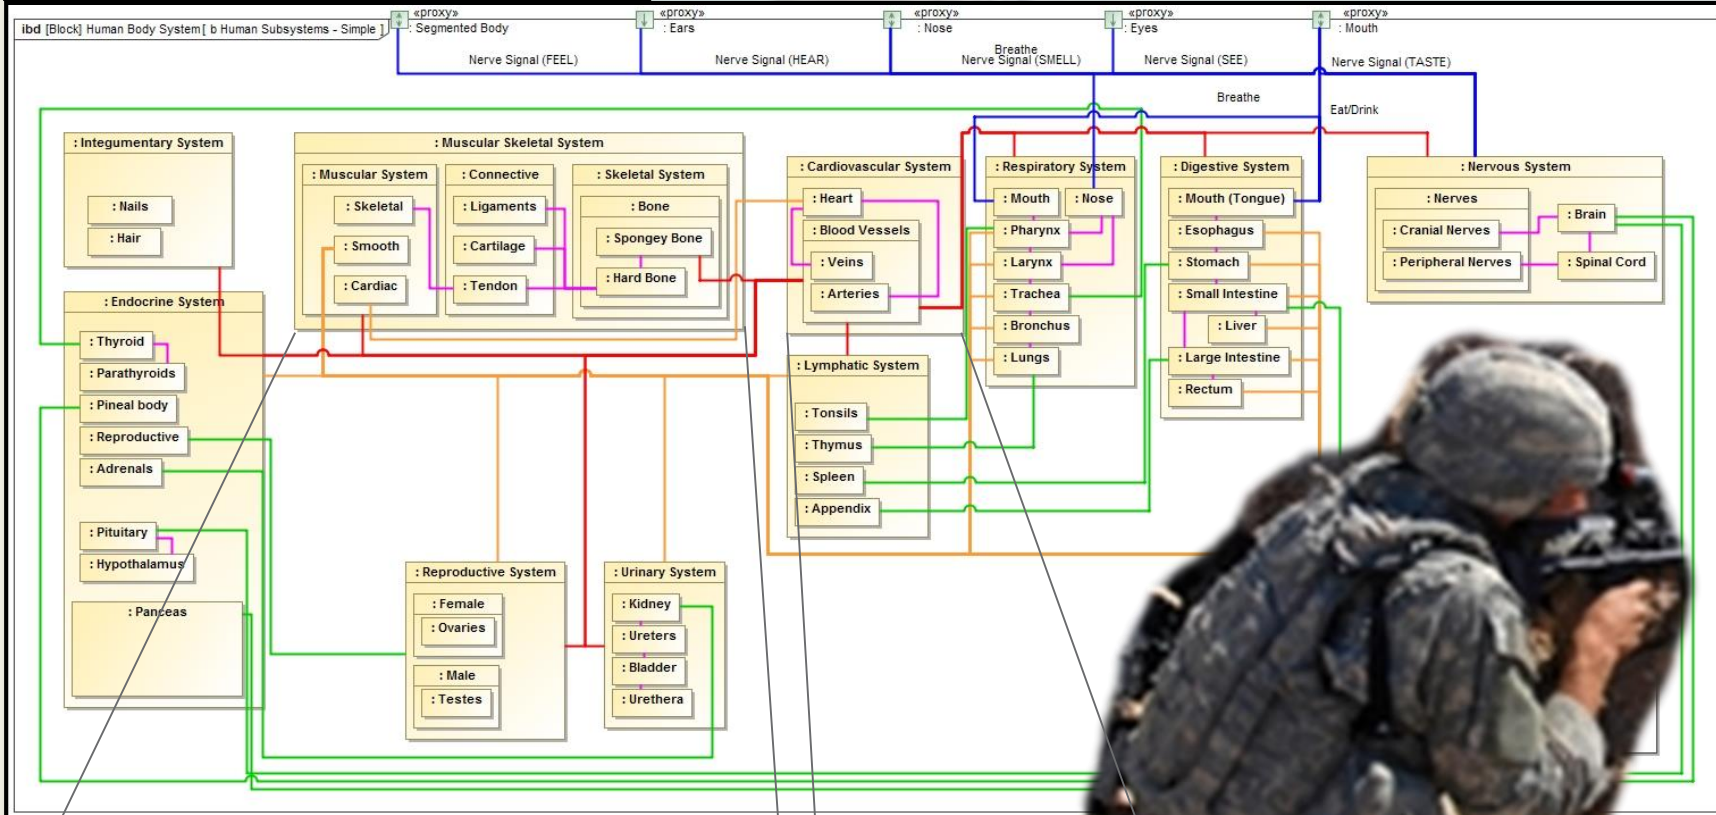 «proxy»
: Segmented Body
«proxy»
: Ears
«proxy»
: Nose
«proxy»
: Eyes
«proxy»
: Mouth
ibd [Block] Human Body System[ b Human Subsystems - Simple ]
Nerve Signal (FEEL)
Nerve Signal (HEAR)
Breathe
Nerve Signal (SMELL)
Nerve Signal (SEE)
Nerve Signal (TASTE)
Breathe
Eat/Drink
: Integumentary System
: Nails
: Hair
: Endocrine System
: Thyroid
: Parathyroids
: Pineal body
: Reproductive
: Adrenals
: Pituitary
: Hypothalamus
: Panceas
: Muscular Skeletal System
: Muscular System
: Skeletal
: Smooth
: Cardiac
: Connective
: Ligaments
: Cartilage
: Tendon
: Skeletal System
: Bone
: Spongey Bone
: Hard Bone
: Reproductive System
: Female
: Ovaries
: Male
: Testes
: Urinary System
: Kidney
: Ureters
: Bladder
: Urethera
: Cardiovascular System
: Heart
: Blood Vessels
: Veins
: Arteries
: Lymphatic System
: Tonsils
: Thymus
: Spleen
: Appendix
: Respiratory System
: Mouth
: Nose
: Pharynx
: Larynx
: Trachea
: Bronchus
: Lungs
: Digestive System
: Mouth (Tongue)
: Esophagus
: Stomach
: Small Intestine
: Liver
: Large Intestine
: Rectum
: Nervous System
: Nerves
: Cranial Nerves
: Peripheral Nerves
: Brain
: Spinal Cord